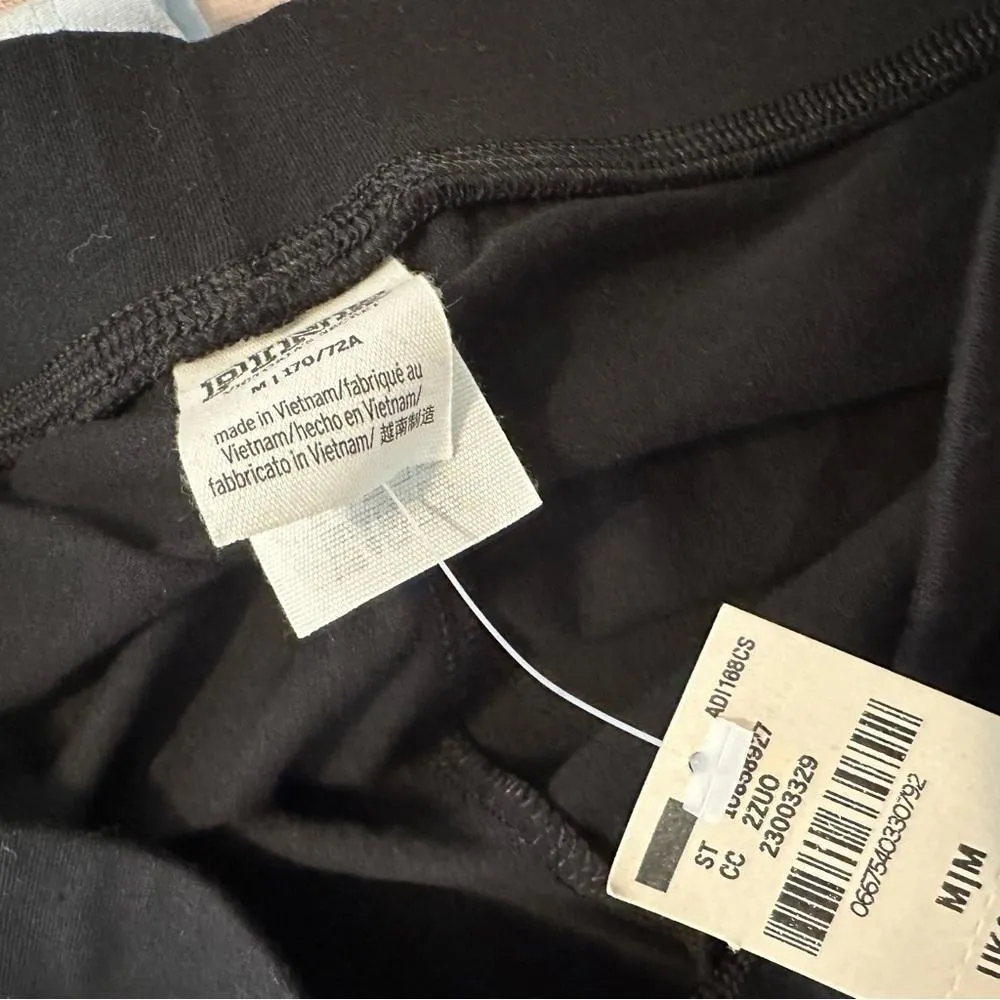 M | 170/72A
made in Vietnam/fabriqué au
Vietnam/hecho en Vietnam/
fabbricato in Vietnam/ 越南制造
ADI168CS
ST
CC 2ZUO
23003329
0667540330792
M|M